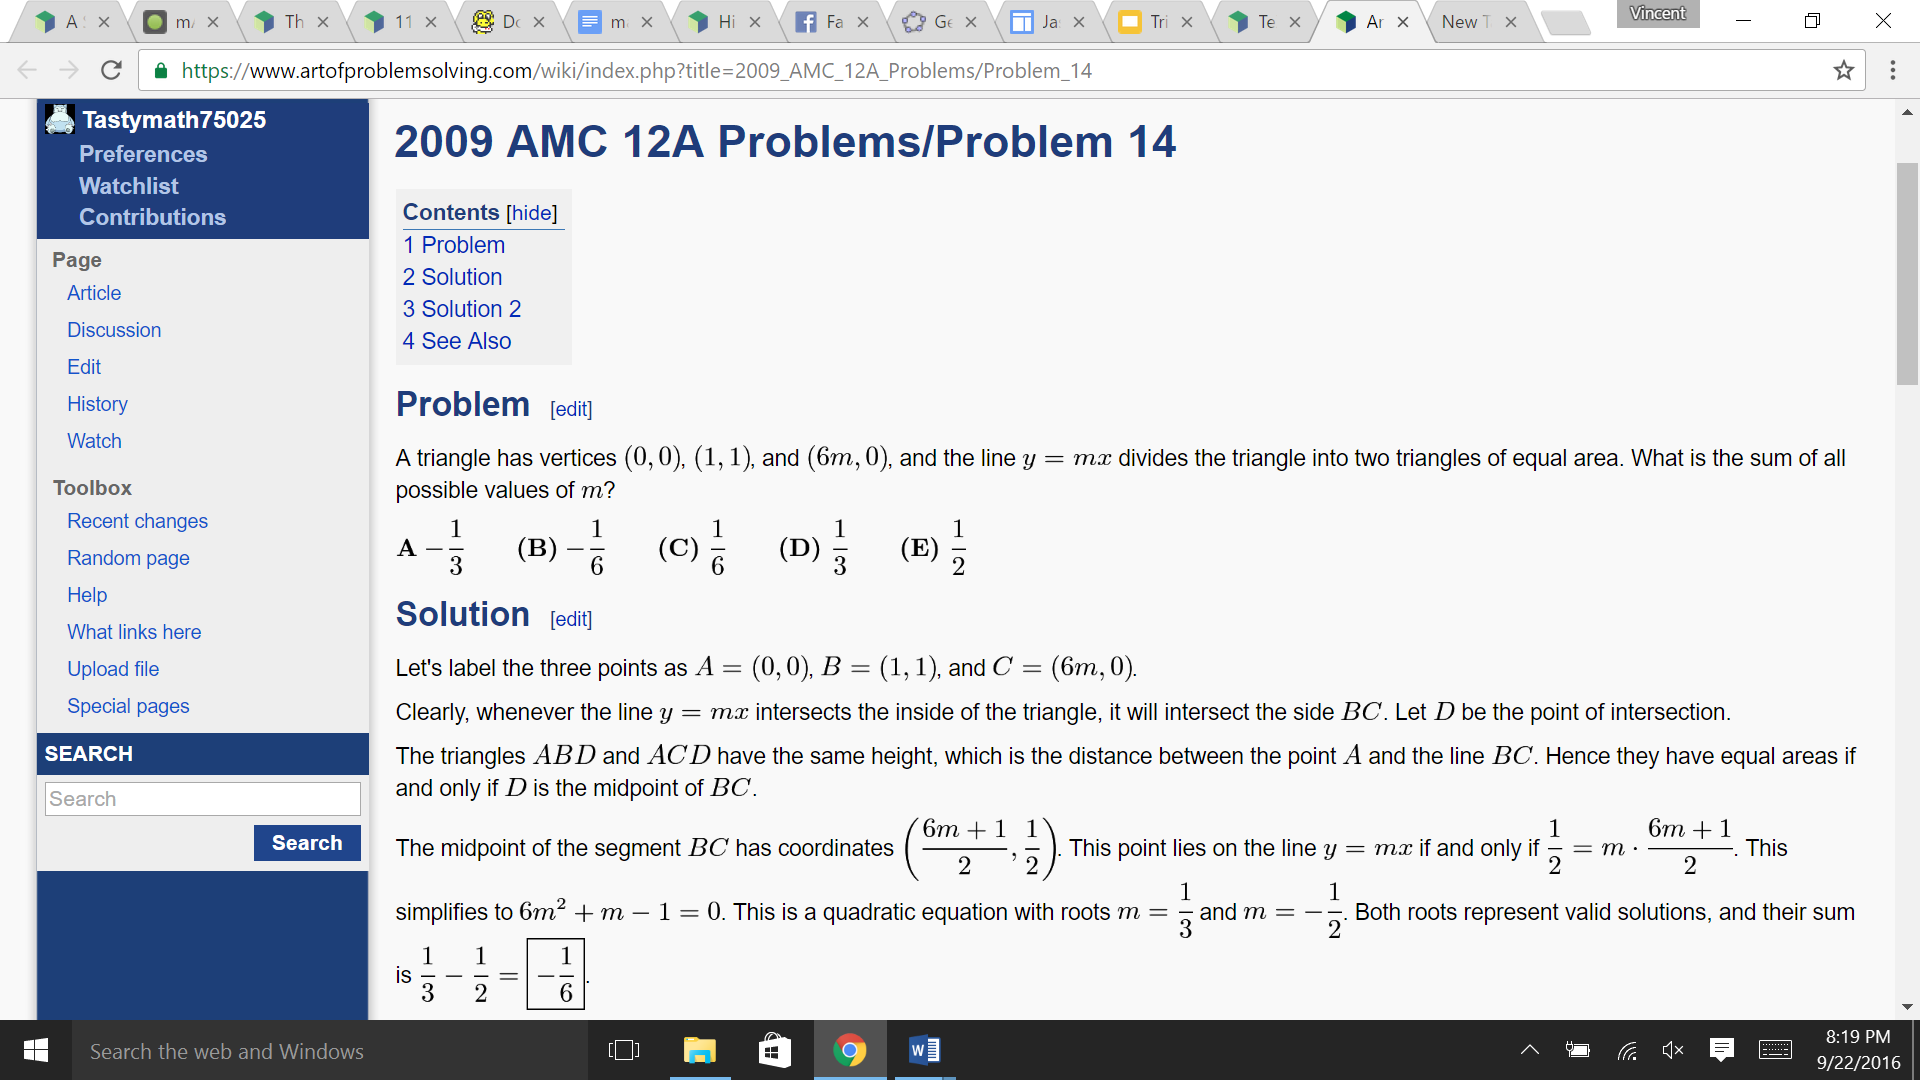 A
m/
Th
11
Do
m
Hi
Fa
Ge
Ja
Tri
Te
Ar
New T
Vincent
https://www.artofproblemsolving.com/wiki/index.php?title=2009_AMC_12A_Problems/Problem_14
Tastymath75025
Preferences
Watchlist
Contributions
Page
Article
Discussion
Edit
History
Watch
Toolbox
Recent changes
Random page
Help
What links here
Upload file
Special pages
SEARCH
Search
Search
2009 AMC 12A Problems/Problem 14
Contents [hide]
1 Problem
2 Solution
3 Solution 2
4 See Also
Problem [edit]
A triangle has vertices (0, 0), (1, 1), and (6m, 0), and the line y = mx divides the triangle into two triangles of equal area. What is the sum of all
possible values of m?
A −1/3 (B) −1/6 (C) 1/6 (D) 1/3 (E) 1/2
Solution [edit]
Let's label the three points as A = (0, 0), B = (1, 1), and C = (6m, 0).
Clearly, whenever the line y = mx intersects the inside of the triangle, it will intersect the side BC. Let D be the point of intersection.
The triangles ABD and ACD have the same height, which is the distance between the point A and the line BC. Hence they have equal areas if
and only if D is the midpoint of BC.
The midpoint of the segment BC has coordinates ((6m + 1)/2, 1/2). This point lies on the line y = mx if and only if 1/2 = m · (6m + 1)/2. This
simplifies to 6m² + m − 1 = 0. This is a quadratic equation with roots m = 1/3 and m = −1/2. Both roots represent valid solutions, and their sum
is 1/3 − 1/2 = −1/6.
Search the web and Windows
8:19 PM
9/22/2016